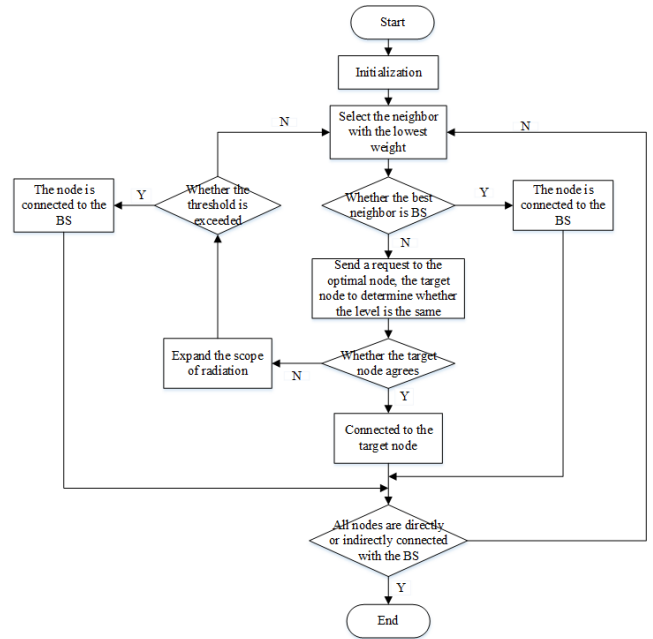 Start
Initialization
Select the neighbor
with the lowest
weight
N
N
The node is
connected to the
BS
Y
Whether the
threshold is
exceeded
Whether the best
neighbor is BS
Y
The node is
connected to the
BS
N
Send a request to the
optimal node, the target
node to determine whether
the level is the same
Expand the scope
of radiation
N
Whether the target
node agrees
Y
Connected to the
target node
All nodes are directly
or indirectly connected
with the BS
Y
End